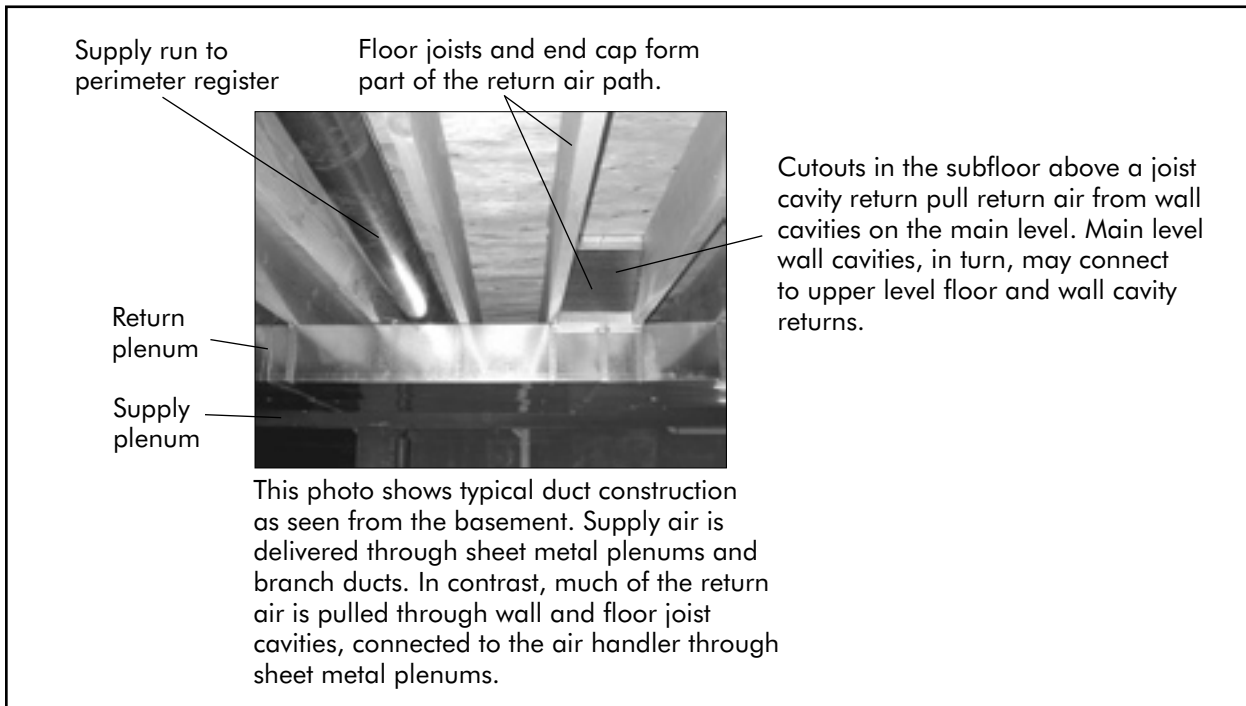 Supply run to
perimeter register
Floor joists and end cap form
part of the return air path.
Cutouts in the subfloor above a joist
cavity return pull return air from wall
cavities on the main level. Main level
wall cavities, in turn, may connect
to upper level floor and wall cavity
returns.
Return
plenum
Supply
plenum
This photo shows typical duct construction
as seen from the basement. Supply air is
delivered through sheet metal plenums and
branch ducts. In contrast, much of the return
air is pulled through wall and floor joist
cavities, connected to the air handler through
sheet metal plenums.